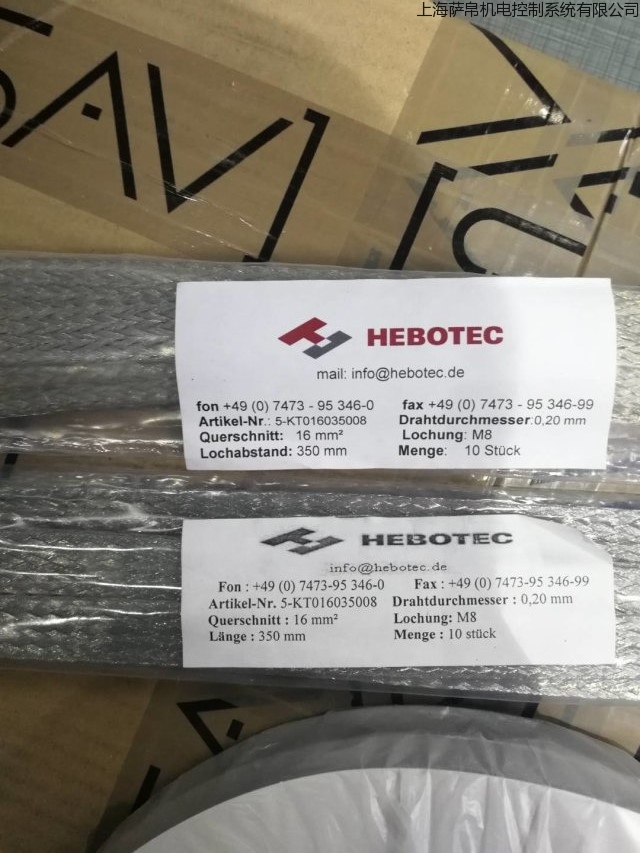 上海萨帛机电控制系统有限公司
SAV]
[U
HEBOTEC
mail: info@hebotec.de
fon +49 (0) 7473 - 95 346-0 fax +49 (0) 7473 - 95 346-99
Artikel-Nr.: 5-KT016035008 Drahtdurchmesser:0,20 mm
Querschnitt: 16 mm² Lochung: M8
Lochabstand: 350 mm Menge: 10 Stück
HEBOTEC
info@hebotec.de
Fon : +49 (0) 7473-95 346-0 Fax : +49 (0) 7473-95 346-99
Artikel-Nr. 5-KT016035008 Drahtdurchmesser : 0,20 mm
Querschnitt : 16 mm² Lochung: M8
Länge : 350 mm Menge : 10 stück